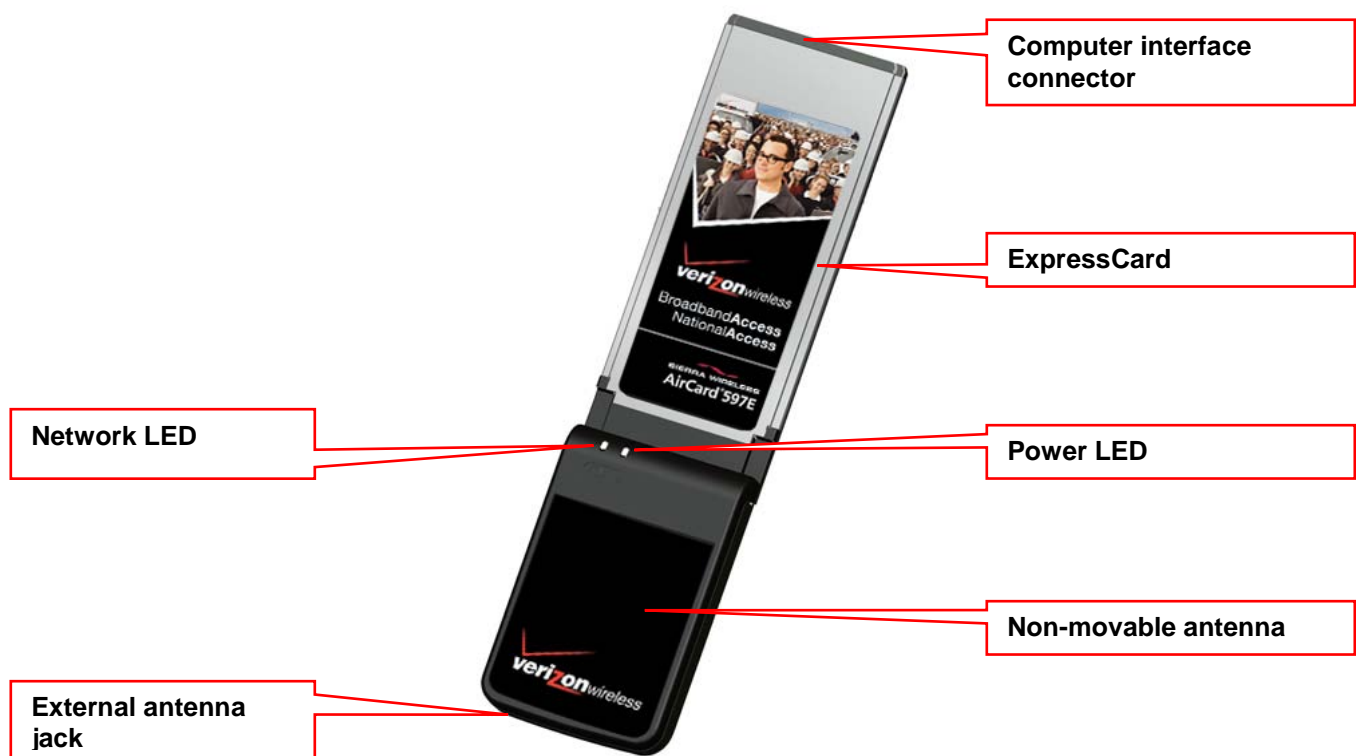 Computer interface
connector
ExpressCard
verizonwireless
BroadbandAccess
NationalAccess
SIERRA WIRELESS
AirCard 597E
Network LED
Power LED
Non-movable antenna
verizonwireless
External antenna
jack